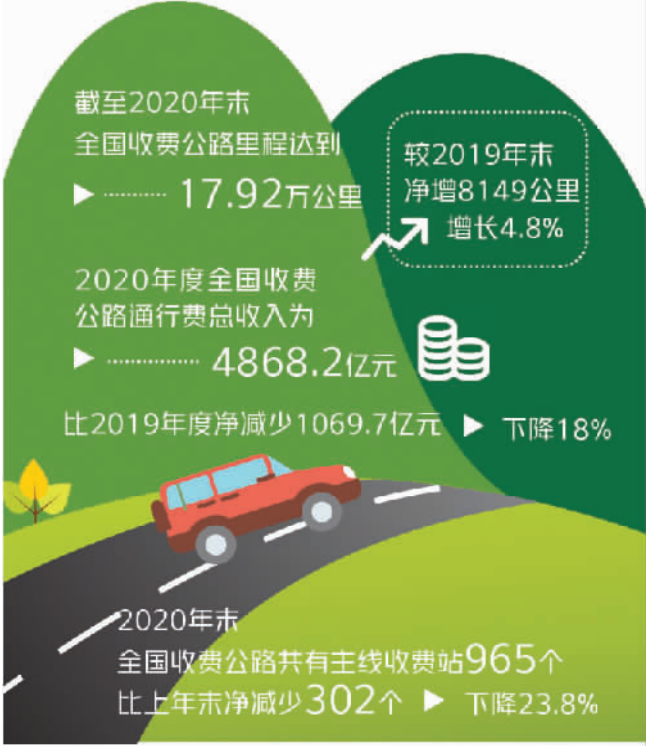 截至2020年末
全国收费公路里程达到
17.92万公里
较2019年末
净增8149公里
增长4.8%
2020年度全国收费
公路通行费总收入为
4868.2亿元
比2019年度净减少1069.7亿元
下降18%
2020年末
全国收费公路共有主线收费站965个
比上年末净减少302个
下降23.8%